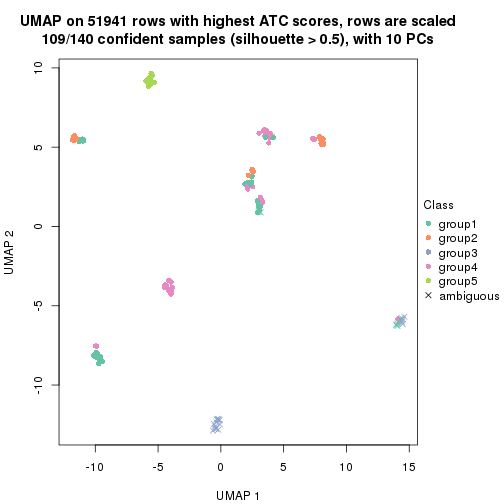 UMAP on 51941 rows with highest ATC scores, rows are scaled
109/140 confident samples (silhouette > 0.5), with 10 PCs
10
5
0
-5
-10
UMAP 2
-10
-5
0
5
10
15
UMAP 1
Class
group1
group2
group3
group4
group5
ambiguous